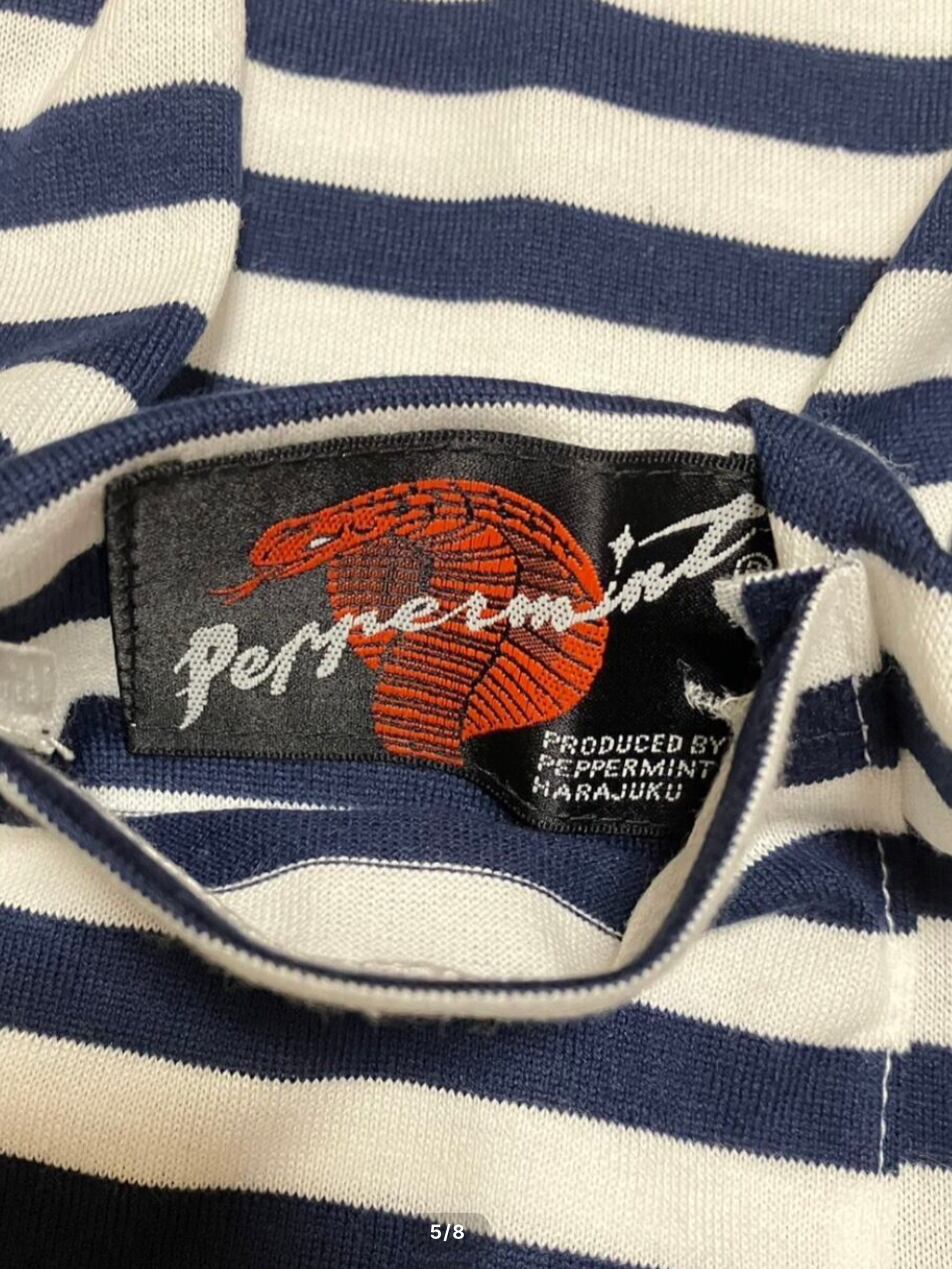 Peppermint ®
PRODUCED BY
PEPPERMINT
HARAJUKU
5/8